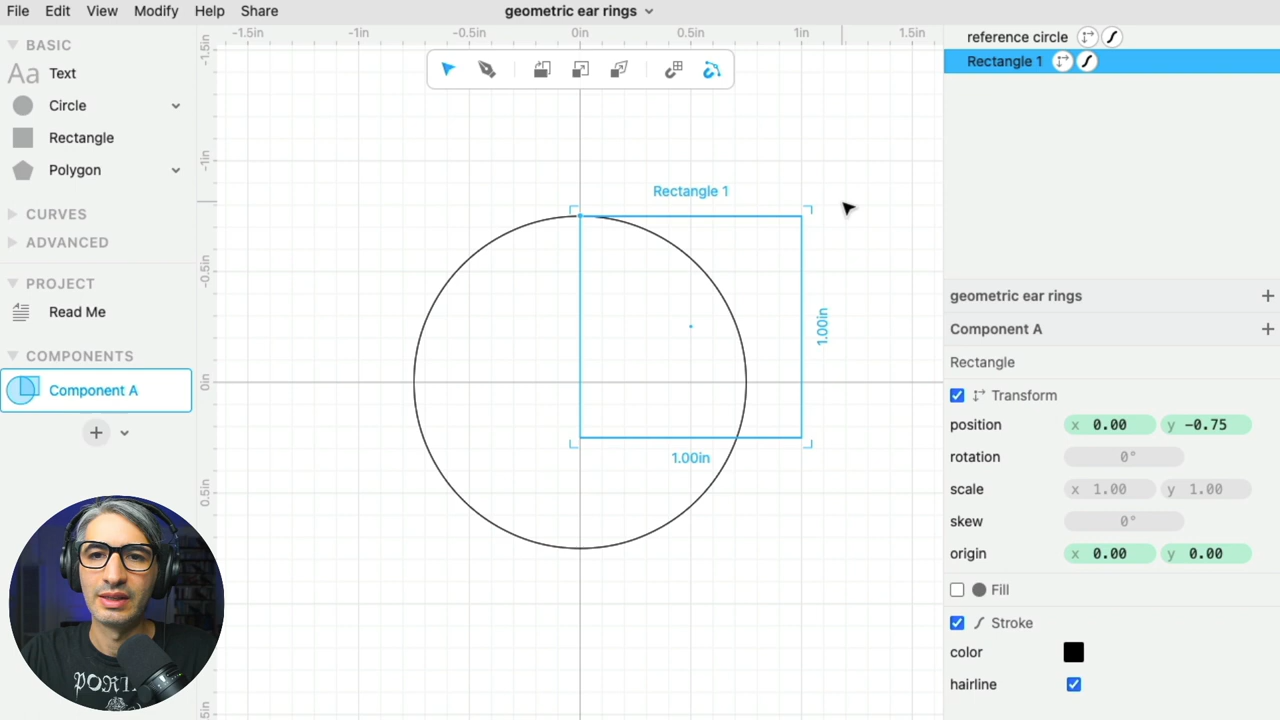 File Edit View Modify Help Share
geometric ear rings
BASIC
Aa Text
Circle
Rectangle
Polygon
CURVES
ADVANCED
PROJECT
Read Me
COMPONENTS
Component A
-1.5in -1in -0.5in 0in 0.5in 1in 1.5in
-1.5in
-1in
-0.5in
0in
0.5in
Rectangle 1
1.00in
1.00in
reference circle
Rectangle 1
geometric ear rings
Component A
Rectangle
Transform
position x 0.00 y -0.75
rotation 0°
scale x 1.00 y 1.00
skew 0°
origin x 0.00 y 0.00
Fill
Stroke
color
hairline